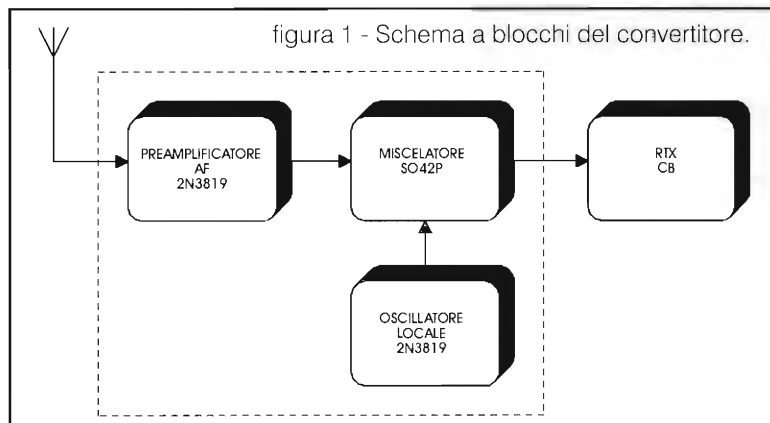 figura 1 - Schema a blocchi del convertitore.
PREAMPLIFICATORE
AF
2N3819
MISCELATORE
SO42P
RTX
CB
OSCILLATORE
LOCALE
2N3819